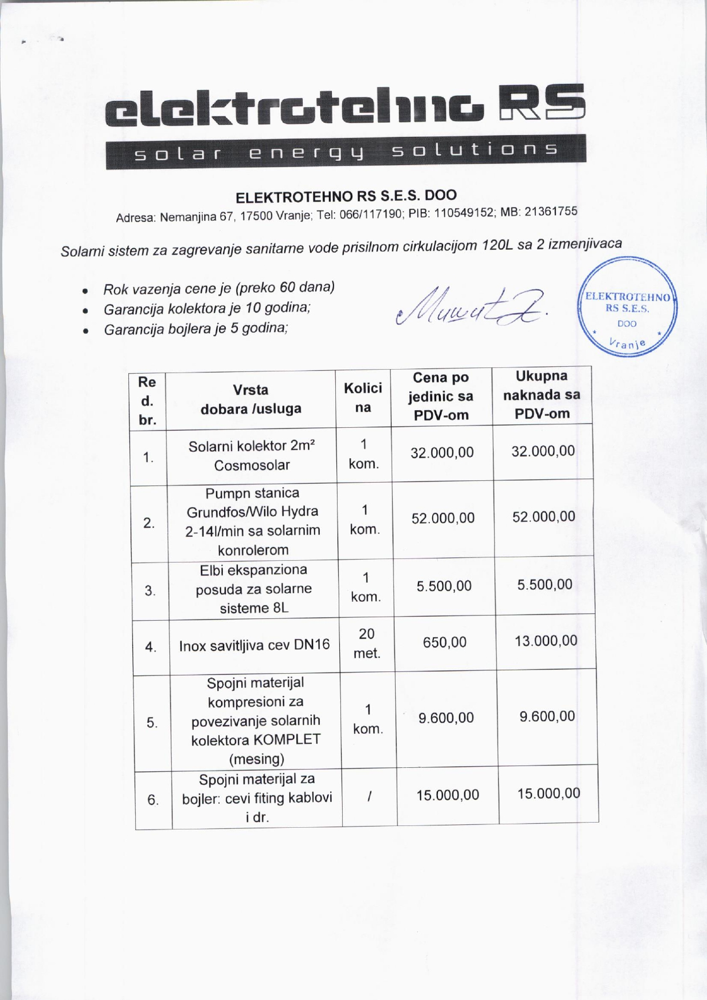 elektrotehno RS
solar energy solutions
ELEKTROTEHNO RS S.E.S. DOO
Adresa: Nemanjina 67, 17500 Vranje; Tel: 066/117190; PIB: 110549152; MB: 21361755
Solarni sistem za zagrevanje sanitarne vode prisilnom cirkulacijom 120L sa 2 izmenjivaca
• Rok vazenja cene je (preko 60 dana)
• Garancija kolektora je 10 godina;
• Garancija bojlera je 5 godina;
ELEKTROTEHNO
RS S.E.S.
DOO
* Vranje *
Re
d.
br.
Vrsta
dobara /usluga
Kolici
na
Cena po
jedinic sa
PDV-om
Ukupna
naknada sa
PDV-om
1.
Solarni kolektor 2m²
Cosmosolar
1
kom.
32.000,00
32.000,00
2.
Pumpn stanica
Grundfos/Wilo Hydra
2-14l/min sa solarnim
konrolerom
1
kom.
52.000,00
52.000,00
3.
Elbi ekspanziona
posuda za solarne
sisteme 8L
1
kom.
5.500,00
5.500,00
4.
Inox savitljiva cev DN16
20
met.
650,00
13.000,00
5.
Spojni materijal
kompresioni za
povezivanje solarnih
kolektora KOMPLET
(mesing)
1
kom.
9.600,00
9.600,00
6.
Spojni materijal za
bojler: cevi fiting kablovi
i dr.
/
15.000,00
15.000,00